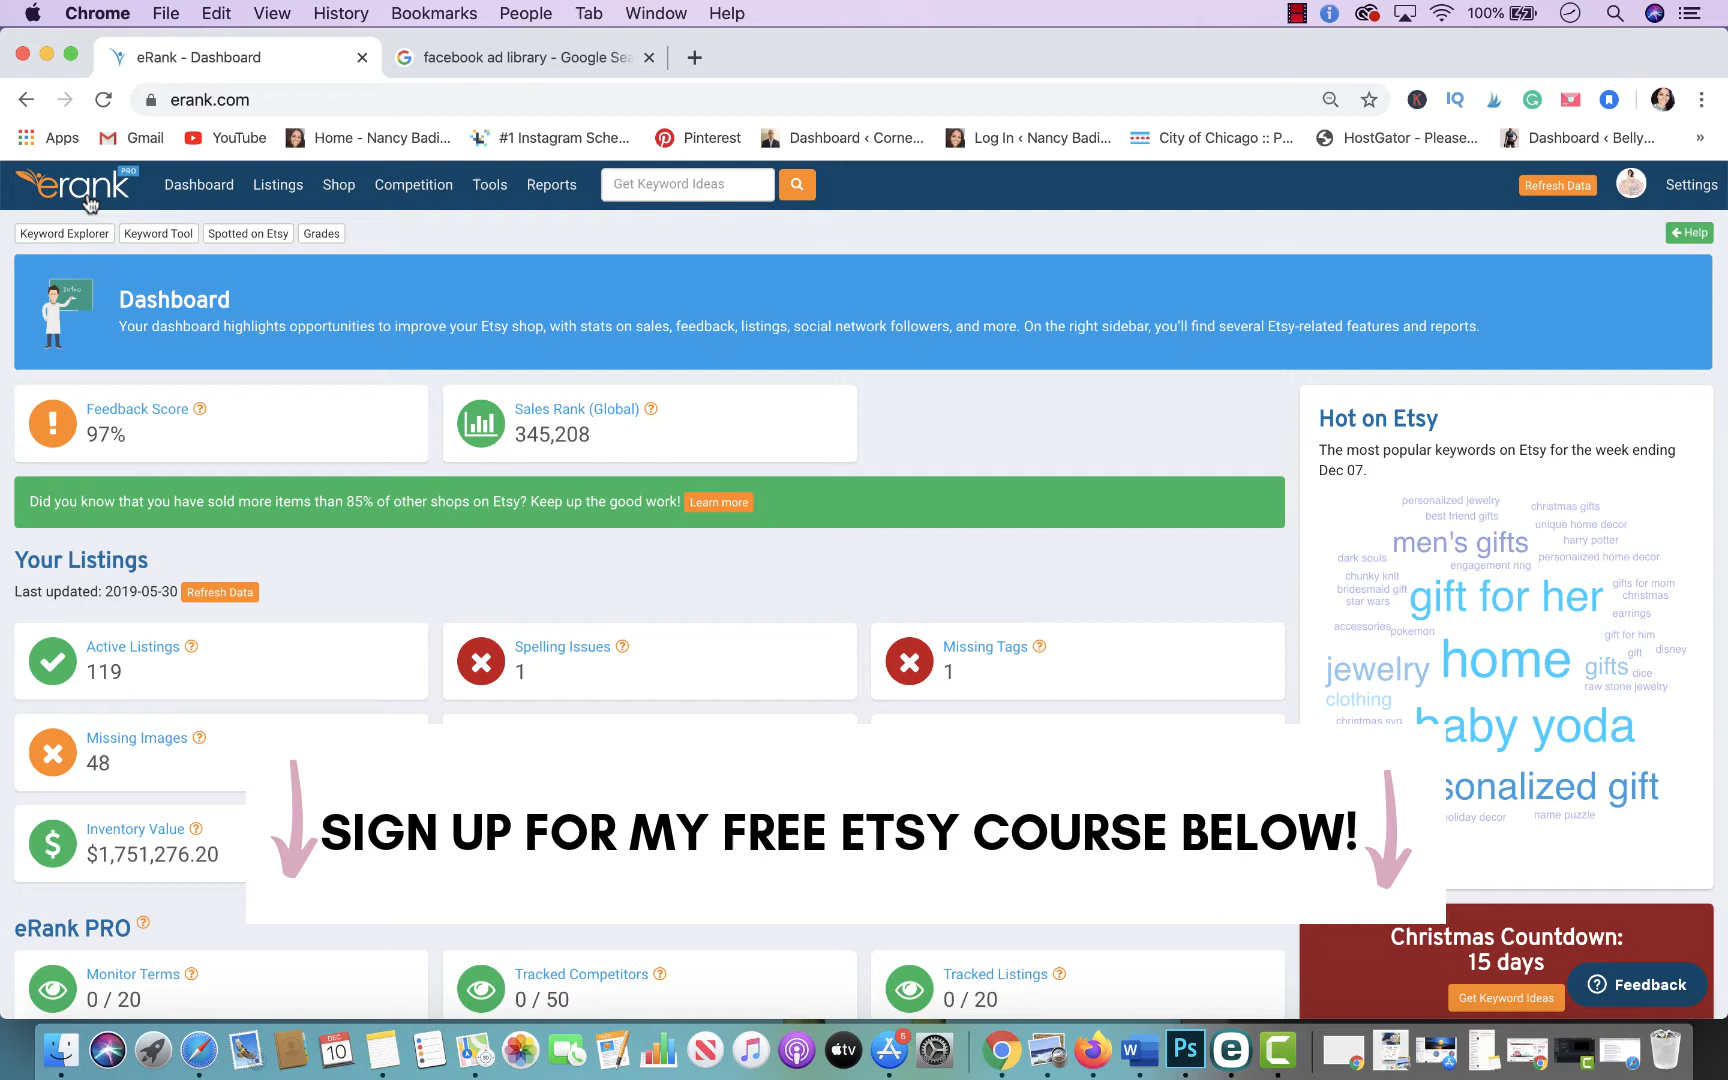 Chrome File Edit View History Bookmarks People Tab Window Help 100%
eRank - Dashboard
facebook ad library - Google Sea
erank.com
Apps Gmail YouTube Home - Nancy Badi... #1 Instagram Sche... Pinterest Dashboard ‹ Corne... Log In ‹ Nancy Badi... City of Chicago :: P... HostGator - Please... Dashboard ‹ Belly... »
erank PRO Dashboard Listings Shop Competition Tools Reports Get Keyword Ideas Refresh Data Settings
Keyword Explorer Keyword Tool Spotted on Etsy Grades Help
Intro
Dashboard
Your dashboard highlights opportunities to improve your Etsy shop, with stats on sales, feedback, listings, social network followers, and more. On the right sidebar, you'll find several Etsy-related features and reports.
Feedback Score
97%
Sales Rank (Global)
345,208
Did you know that you have sold more items than 85% of other shops on Etsy? Keep up the good work! Learn more
Your Listings
Last updated: 2019-05-30 Refresh Data
Active Listings
119
Spelling Issues
1
Missing Tags
1
Missing Images
48
Inventory Value
$1,751,276.20
SIGN UP FOR MY FREE ETSY COURSE BELOW!
eRank PRO
Monitor Terms
0 / 20
Tracked Competitors
0 / 50
Tracked Listings
0 / 20
Hot on Etsy
The most popular keywords on Etsy for the week ending
Dec 07.
personalized jewelry
christmas gifts
best friend gifts
unique home decor
men's gifts
harry potter
dark souls
personalized home decor
engagement ring
chunky knit
bridesmaid gift
gift for her
gifts for mom
star wars
christmas
earrings
accessories
pokemon
gift for him
home
gift
disney
jewelry
gifts
dice
raw stone jewelry
clothing
christmas svg
baby yoda
sonalized gift
holiday decor
name puzzle
Christmas Countdown:
15 days
Get Keyword Ideas
Feedback
DEC
10
30
tv
5
W
Ps
e
C